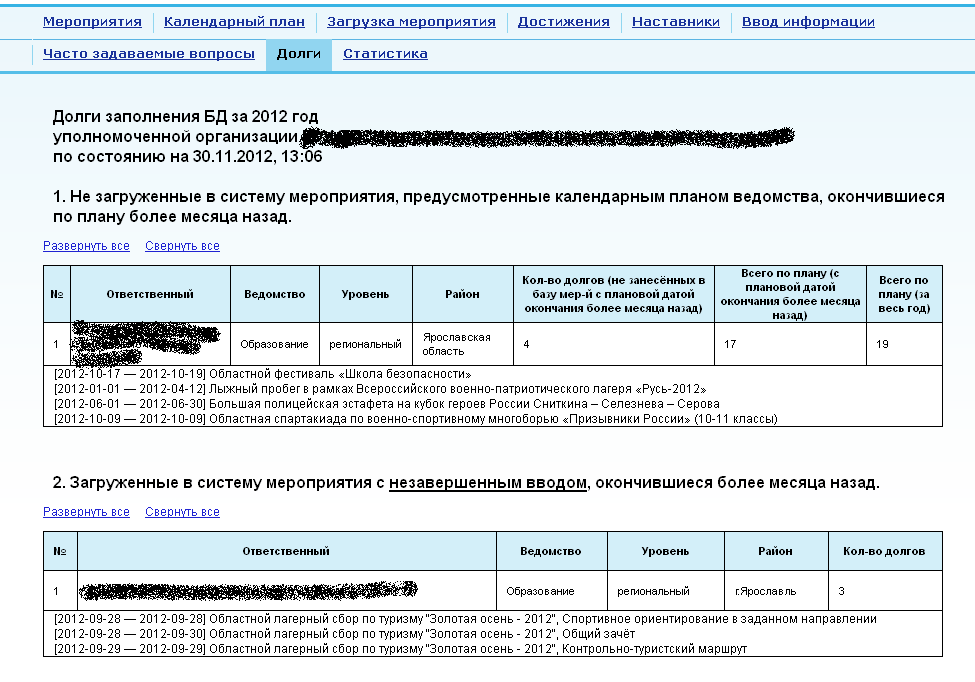 Мероприятия Календарный план Загрузка мероприятия Достижения Наставники Ввод информации
Часто задаваемые вопросы Долги Статистика
Долги заполнения БД за 2012 год
уполномоченной организации
по состоянию на 30.11.2012, 13:06
1. Не загруженные в систему мероприятия, предусмотренные календарным планом ведомства, окончившиеся
по плану более месяца назад.
Развернуть все Свернуть все
№ Ответственный Ведомство Уровень Район Кол-во долгов (не занесённых в базу мер-й с плановой датой окончания более месяца назад) Всего по плану (с плановой датой окончания более месяца назад) Всего по плану (за весь год)
1 Образование региональный Ярославская область 4 17 19
[2012-10-17 — 2012-10-19] Областной фестиваль «Школа безопасности»
[2012-01-01 — 2012-04-12] Лыжный пробег в рамках Всероссийского военно-патриотического лагеря «Русь-2012»
[2012-06-01 — 2012-06-30] Большая полицейская эстафета на кубок героев России Сниткина – Селезнева – Серова
[2012-10-09 — 2012-10-09] Областная спартакиада по военно-спортивному многоборью «Призывники России» (10-11 классы)
2. Загруженные в систему мероприятия с незавершенным вводом, окончившиеся более месяца назад.
Развернуть все Свернуть все
№ Ответственный Ведомство Уровень Район Кол-во долгов
1 Образование региональный г.Ярославль 3
[2012-09-28 — 2012-09-28] Областной лагерный сбор по туризму "Золотая осень - 2012", Спортивное ориентирование в заданном направлении
[2012-09-28 — 2012-09-30] Областной лагерный сбор по туризму "Золотая осень - 2012", Общий зачёт
[2012-09-29 — 2012-09-29] Областной лагерный сбор по туризму "Золотая осень - 2012", Контрольно-туристский маршрут